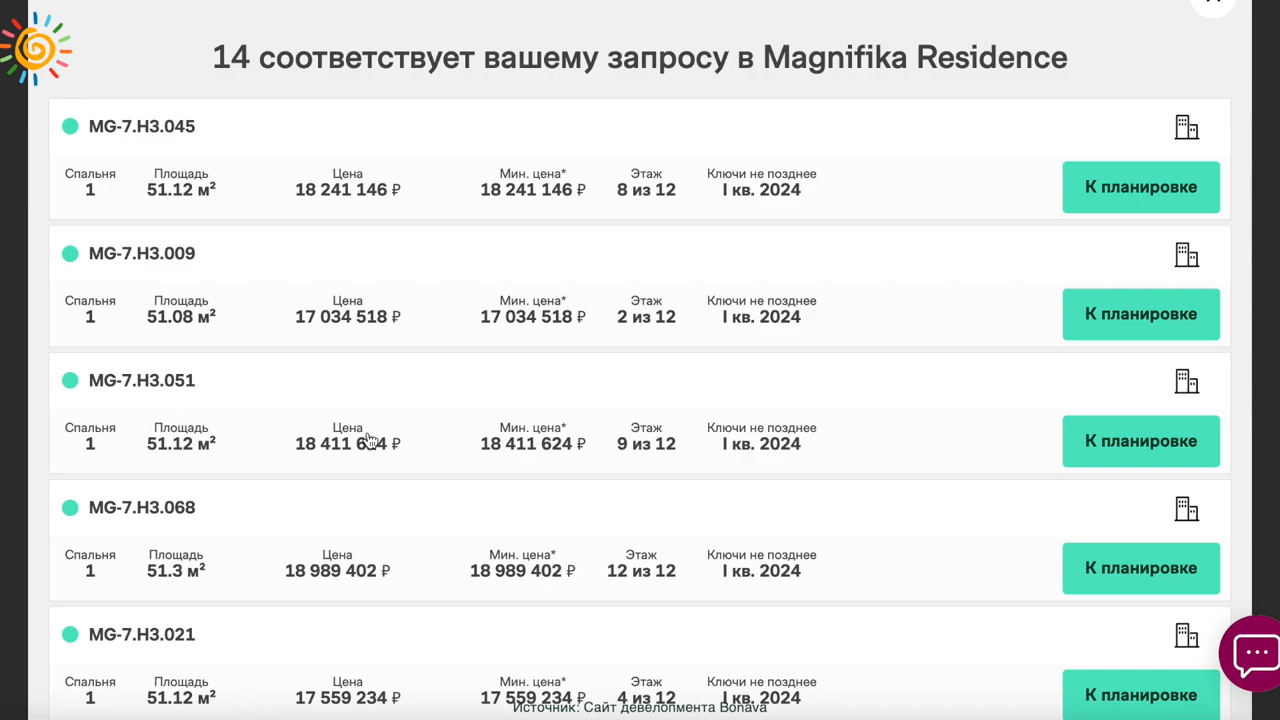 14 соответствует вашему запросу в Magnifika Residence
MG-7.H3.045
Спальня Площадь Цена Мин. цена* Этаж Ключи не позднее
1 51.12 м² 18 241 146 ₽ 18 241 146 ₽ 8 из 12 I кв. 2024
К планировке
MG-7.H3.009
Спальня Площадь Цена Мин. цена* Этаж Ключи не позднее
1 51.08 м² 17 034 518 ₽ 17 034 518 ₽ 2 из 12 I кв. 2024
К планировке
MG-7.H3.051
Спальня Площадь Цена Мин. цена* Этаж Ключи не позднее
1 51.12 м² 18 411 624 ₽ 18 411 624 ₽ 9 из 12 I кв. 2024
К планировке
MG-7.H3.068
Спальня Площадь Цена Мин. цена* Этаж Ключи не позднее
1 51.3 м² 18 989 402 ₽ 18 989 402 ₽ 12 из 12 I кв. 2024
К планировке
MG-7.H3.021
Спальня Площадь Цена Мин. цена* Этаж Ключи не позднее
1 51.12 м² 17 559 234 ₽ 17 559 234 ₽ 4 из 12 I кв. 2024
К планировке
Источник: Сайт девелопмента Bonava